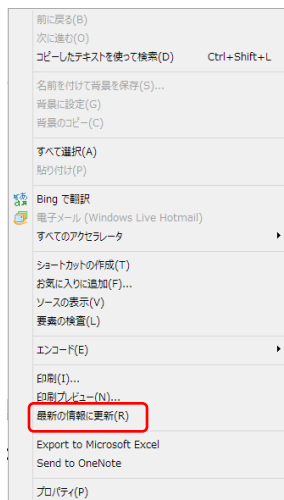 前に戻る(B)
次に進む(O)
コピーしたテキストを使って検索(D) Ctrl+Shift+L
名前を付けて背景を保存(S)...
背景に設定(G)
背景のコピー(C)
すべて選択(A)
貼り付け(P)
Bing で翻訳
電子メール (Windows Live Hotmail)
すべてのアクセラレータ
ショートカットの作成(T)
お気に入りに追加(F)...
ソースの表示(V)
要素の検査(L)
エンコード(E)
印刷(I)...
印刷プレビュー(N)...
最新の情報に更新(R)
Export to Microsoft Excel
Send to OneNote
プロパティ(P)